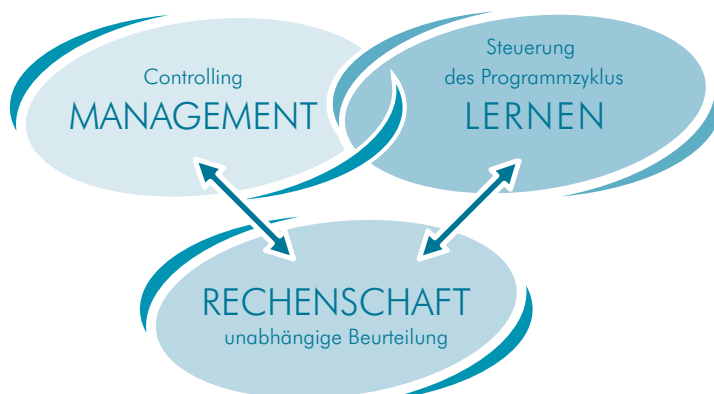 Controlling
MANAGEMENT
Steuerung
des Programmzyklus
LERNEN
RECHENSCHAFT
unabhängige Beurteilung